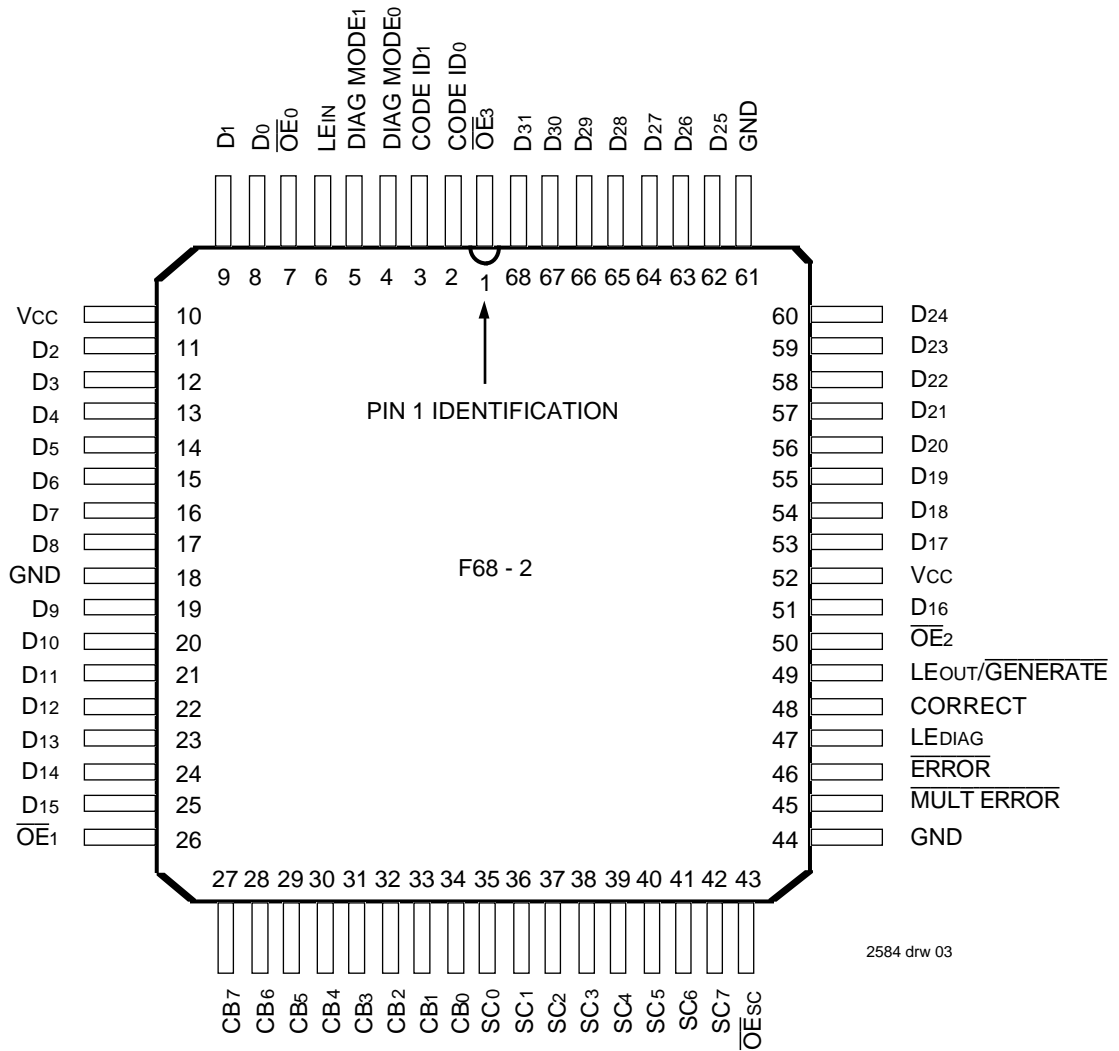 D1
D0
OE0
LEIN
DIAG MODE1
DIAG MODE0
CODE ID1
CODE ID0
OE3
D31
D30
D29
D28
D27
D26
D25
GND
9 8 7 6 5 4 3 2 1 68 67 66 65 64 63 62 61
VCC 10
D2 11
D3 12
D4 13
D5 14
D6 15
D7 16
D8 17
GND 18
D9 19
D10 20
D11 21
D12 22
D13 23
D14 24
D15 25
OE1 26
PIN 1 IDENTIFICATION
F68 - 2
60 D24
59 D23
58 D22
57 D21
56 D20
55 D19
54 D18
53 D17
52 VCC
51 D16
50 OE2
49 LEOUT/GENERATE
48 CORRECT
47 LEDIAG
46 ERROR
45 MULT ERROR
44 GND
27 28 29 30 31 32 33 34 35 36 37 38 39 40 41 42 43
CB7
CB6
CB5
CB4
CB3
CB2
CB1
CB0
SC0
SC1
SC2
SC3
SC4
SC5
SC6
SC7
OESC
2584 drw 03